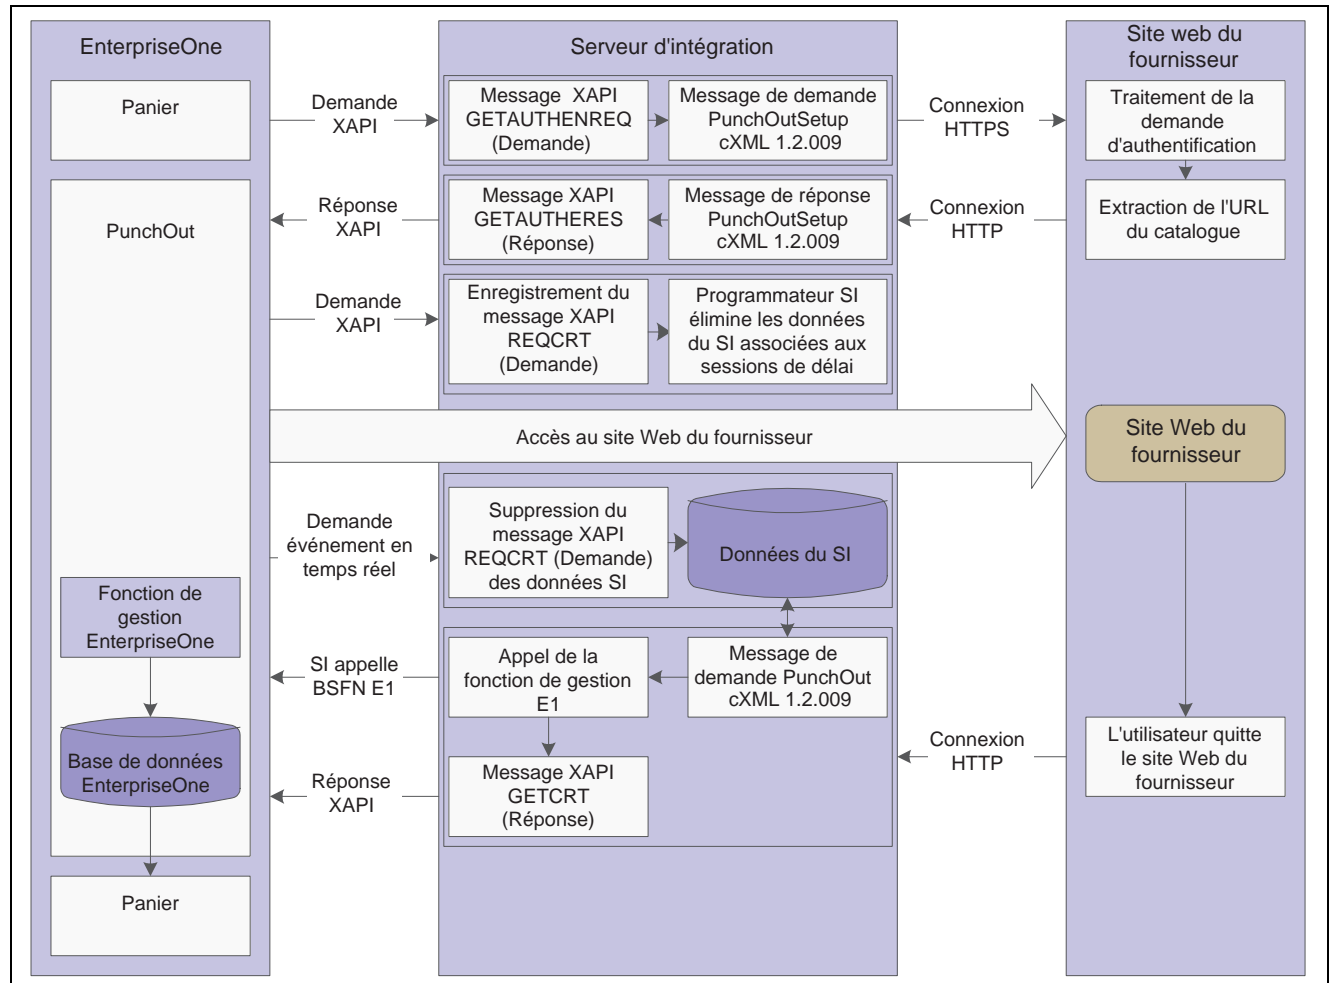 EnterpriseOne
Serveur d'intégration
Site web du
fournisseur
Panier
Demande
XAPI
Message XAPI
GETAUTHENREQ
(Demande)
Message de demande
PunchOutSetup
cXML 1.2.009
Connexion
HTTPS
Traitement de la
demande
d'authentification
PunchOut
Réponse
XAPI
Message XAPI
GETAUTHERES
(Réponse)
Message de réponse
PunchOutSetup
cXML 1.2.009
Connexion
HTTP
Extraction de l'URL
du catalogue
Demande
XAPI
Enregistrement du
message XAPI
REQCRT
(Demande)
Programmateur SI
élimine les données
du SI associées aux
sessions de délai
Accès au site Web du fournisseur
Site Web du
fournisseur
Demande
événement en
temps réel
Suppression du
message XAPI
REQCRT (Demande)
des données SI
Données du SI
Fonction de
gestion
EnterpriseOne
SI appelle
BSFN E1
Appel de la
fonction de gestion
E1
Message de
demande PunchOut
cXML 1.2.009
Base de données
EnterpriseOne
Réponse
XAPI
Message XAPI
GETCRT
(Réponse)
Connexion
HTTP
L'utilisateur quitte
le site Web du
fournisseur
Panier